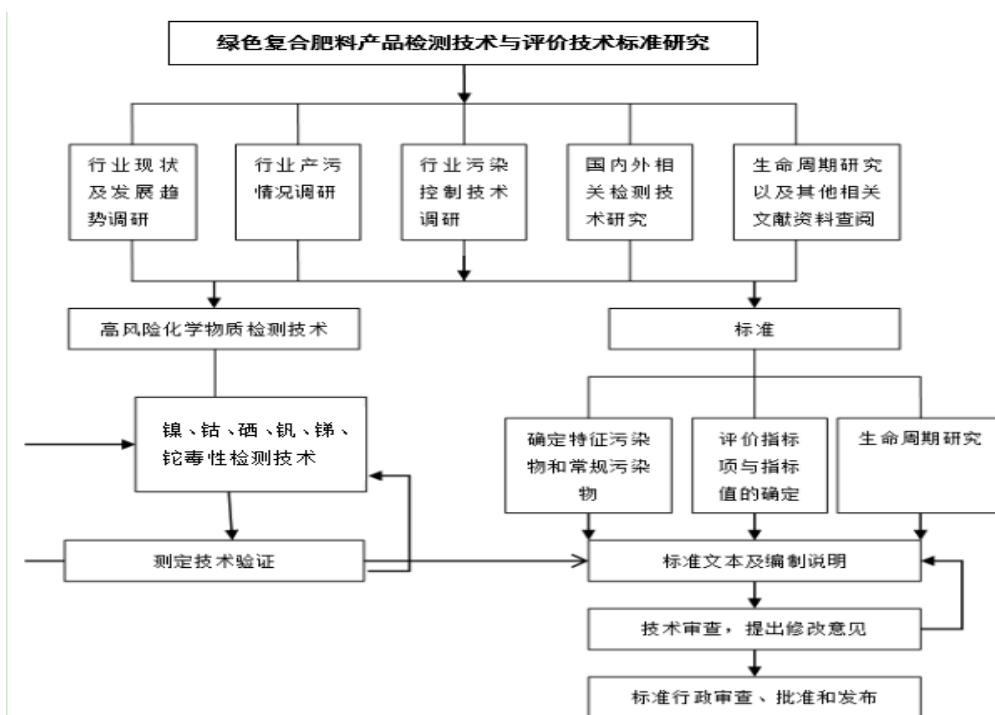 绿色复合肥料产品检测技术与评价技术标准研究
行业现状
及发展趋
势调研
行业产污
情况调研
行业污染
控制技术
调研
国内外相
关检测技
术研究
生命周期研究
以及其他相关
文献资料查阅
高风险化学物质检测技术
标准
镍、钴、硒、钒、锑、
铊毒性检测技术
确定特征污染
物和常规污染
物
评价指标
项与指标
值的确定
生命周期研究
测定技术验证
标准文本及编制说明
技术审查，提出修改意见
标准行政审查、批准和发布